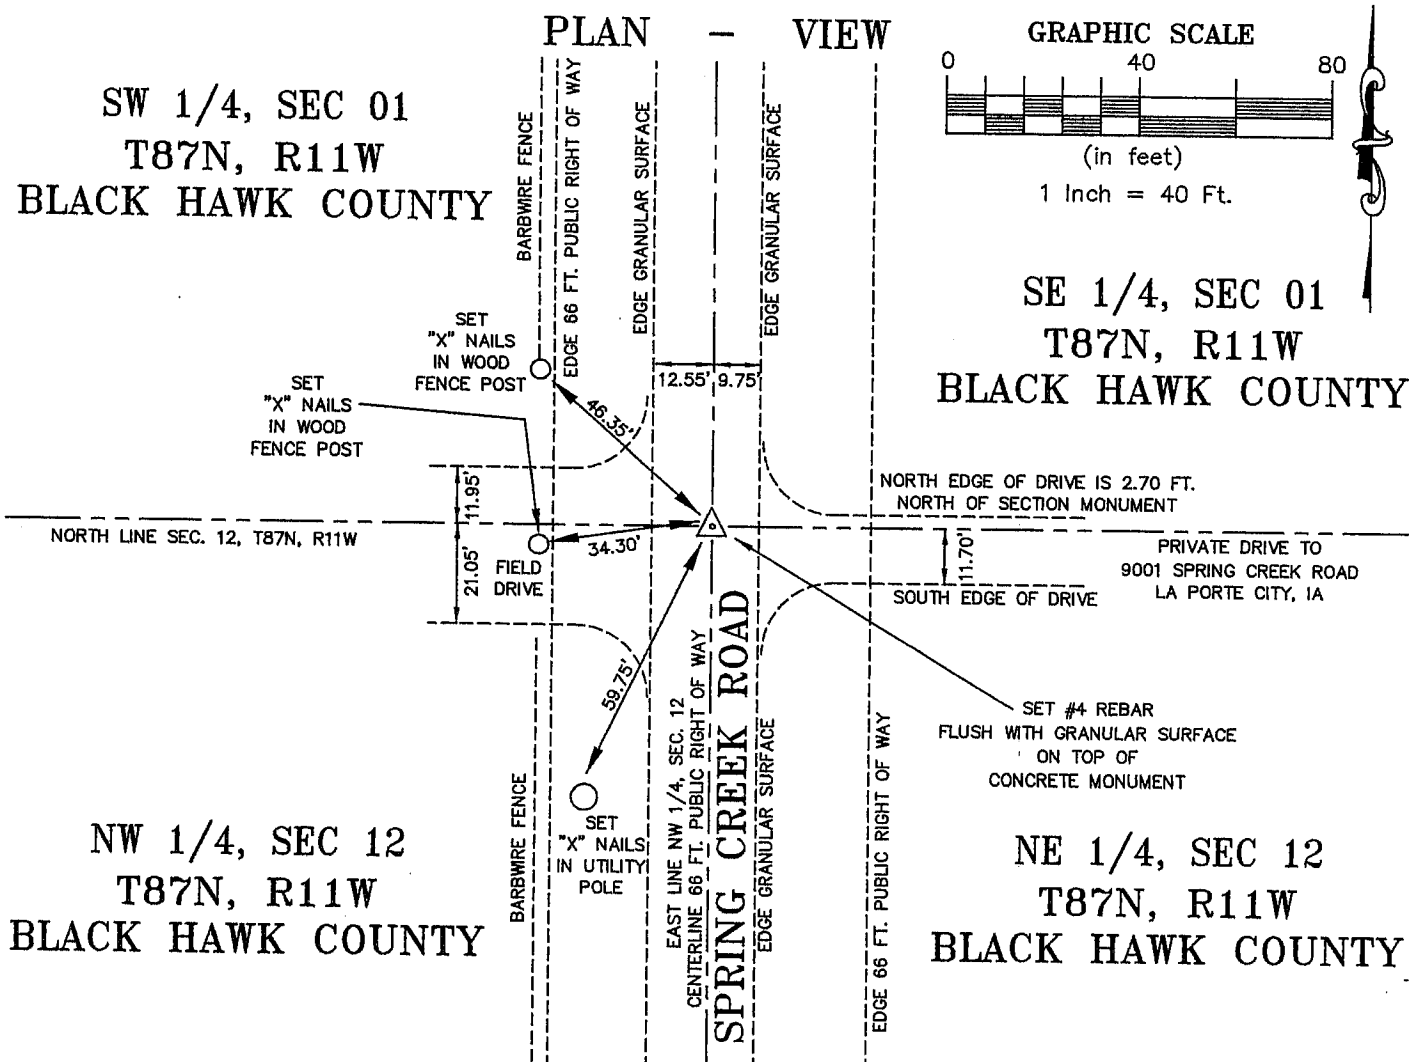 PLAN - VIEW
GRAPHIC SCALE
0 40 80
(in feet)
1 Inch = 40 Ft.
SW 1/4, SEC 01
T87N, R11W
BLACK HAWK COUNTY
BARBWIRE FENCE
EDGE 66 FT. PUBLIC RIGHT OF WAY
EDGE GRANULAR SURFACE
EDGE GRANULAR SURFACE
SE 1/4, SEC 01
T87N, R11W
BLACK HAWK COUNTY
SET
"X" NAILS
IN WOOD
FENCE POST
SET
"X" NAILS
IN WOOD
FENCE POST
12.55' 9.75'
46.35'
11.95'
21.05'
NORTH LINE SEC. 12, T87N, R11W
FIELD
DRIVE
34.30'
NORTH EDGE OF DRIVE IS 2.70 FT.
NORTH OF SECTION MONUMENT
11.70'
PRIVATE DRIVE TO
9001 SPRING CREEK ROAD
LA PORTE CITY, IA
SOUTH EDGE OF DRIVE
59.75'
SET #4 REBAR
FLUSH WITH GRANULAR SURFACE
ON TOP OF
CONCRETE MONUMENT
SET
"X" NAILS
IN UTILITY
POLE
BARBWIRE FENCE
EAST LINE NW 1/4, SEC. 12
CENTERLINE 66 FT. PUBLIC RIGHT OF WAY
SPRING CREEK ROAD
EDGE GRANULAR SURFACE
EDGE 66 FT. PUBLIC RIGHT OF WAY
NW 1/4, SEC 12
T87N, R11W
BLACK HAWK COUNTY
NE 1/4, SEC 12
T87N, R11W
BLACK HAWK COUNTY